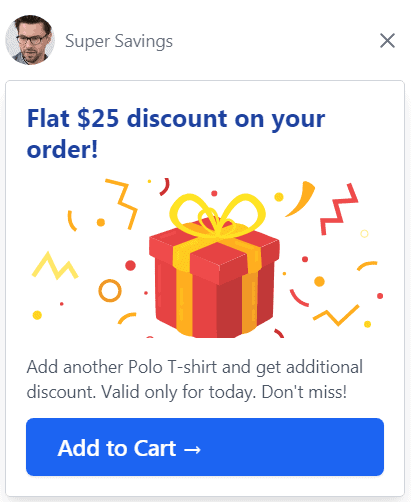 Super Savings
Flat $25 discount on your
order!
Add another Polo T-shirt and get additional
discount. Valid only for today. Don't miss!
Add to Cart →